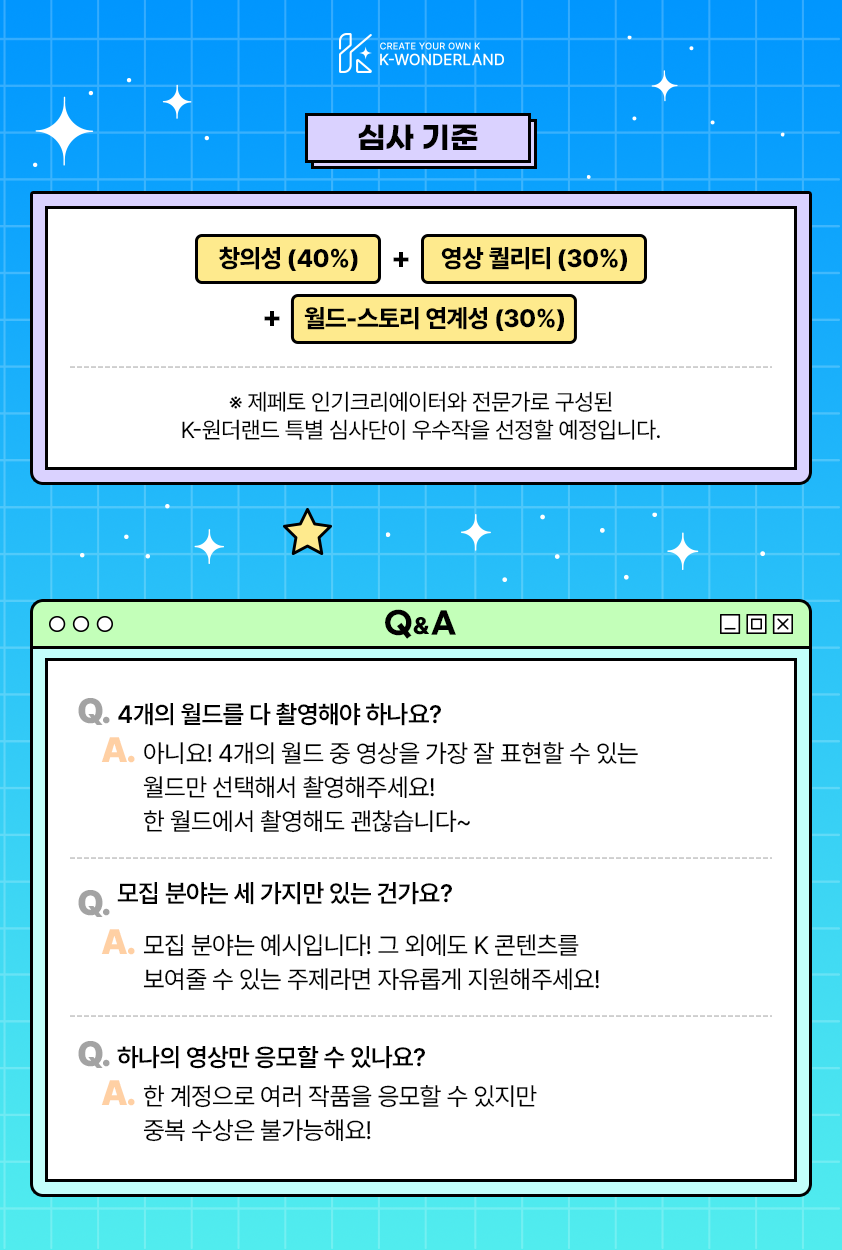 CREATE YOUR OWN K
K-WONDERLAND
심사 기준
창의성 (40%) + 영상 퀄리티 (30%)
+ 월드-스토리 연계성 (30%)
※ 제페토 인기크리에이터와 전문가로 구성된
K-원더랜드 특별 심사단이 우수작을 선정할 예정입니다.
Q&A
Q. 4개의 월드를 다 촬영해야 하나요?
A. 아니요! 4개의 월드 중 영상을 가장 잘 표현할 수 있는
월드만 선택해서 촬영해주세요!
한 월드에서 촬영해도 괜찮습니다~
Q. 모집 분야는 세 가지만 있는 건가요?
A. 모집 분야는 예시입니다! 그 외에도 K 콘텐츠를
보여줄 수 있는 주제라면 자유롭게 지원해주세요!
Q. 하나의 영상만 응모할 수 있나요?
A. 한 계정으로 여러 작품을 응모할 수 있지만
중복 수상은 불가능해요!